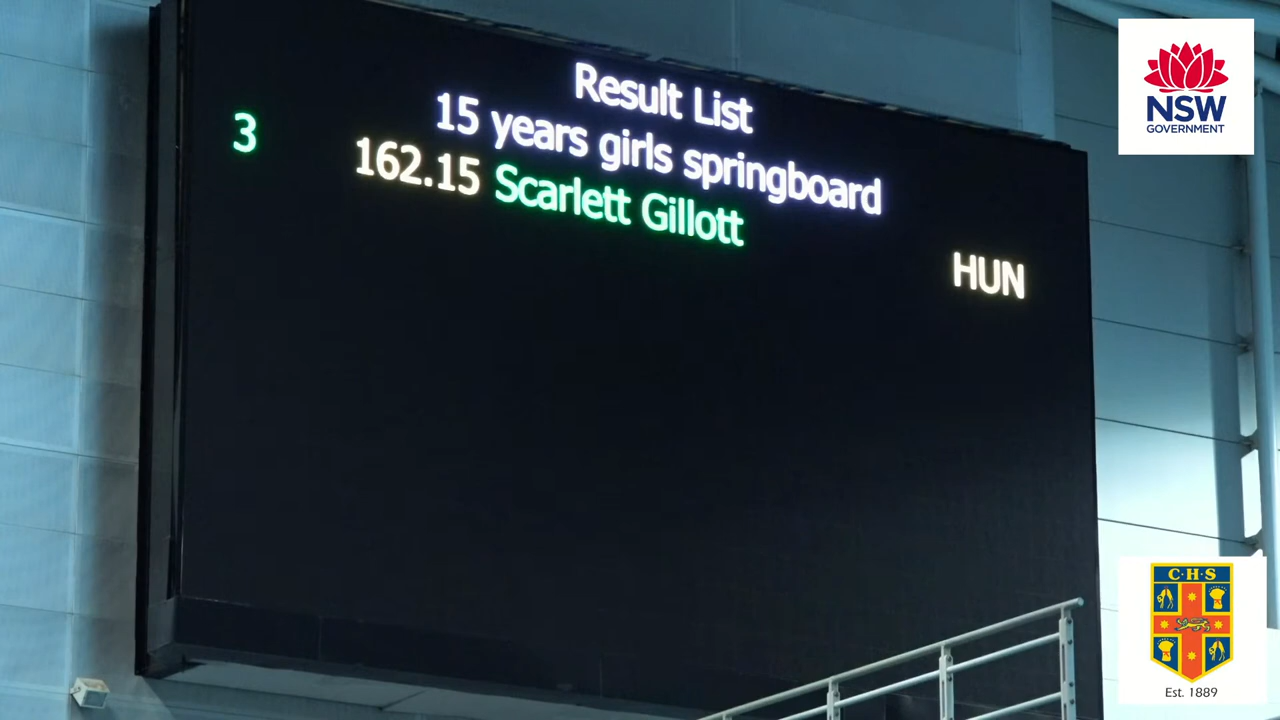 Result List
15 years girls springboard
3 162.15 Scarlett Gillott HUN
NSW
GOVERNMENT
C·H·S
Est. 1889